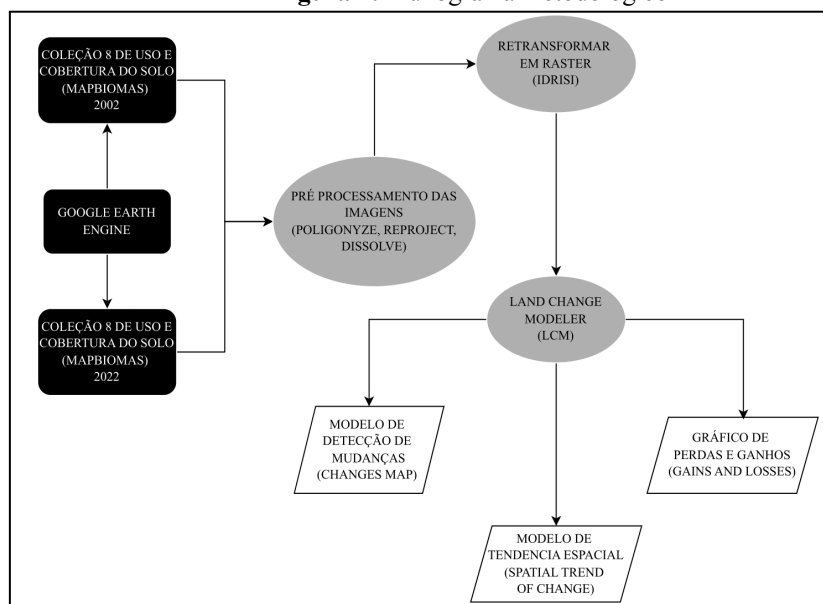 COLEÇÃO 8 DE USO E
COBERTURA DO SOLO
(MAPBIOMAS)
2002
GOOGLE EARTH
ENGINE
COLEÇÃO 8 DE USO E
COBERTURA DO SOLO
(MAPBIOMAS)
2022
PRÉ PROCESSAMENTO DAS
IMAGENS
(POLIGONYZE, REPROJECT,
DISSOLVE)
RETRANSFORMAR
EM RASTER
(IDRISI)
LAND CHANGE
MODELER
(LCM)
MODELO DE
DETECÇÃO DE
MUDANÇAS
(CHANGES MAP)
MODELO DE
TENDENCIA ESPACIAL
(SPATIAL TREND
OF CHANGE)
GRÁFICO DE
PERDAS E GANHOS
(GAINS AND LOSSES)